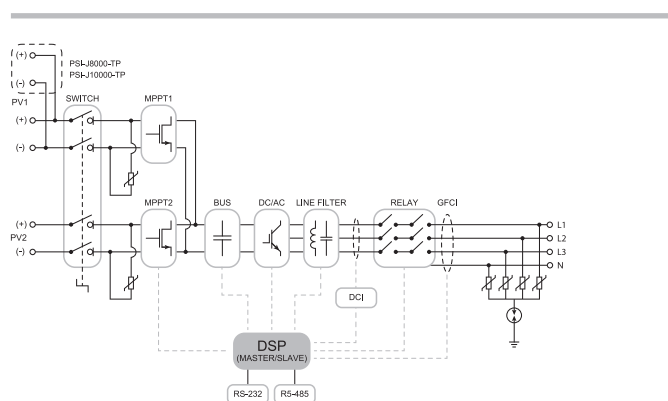 (+)
PSI-J8000-TP
PSI-J10000-TP
(-)
PV1
SWITCH
MPPT1
(+)
(-)
MPPT2
BUS
DC/AC
LINE FILTER
RELAY
GFCI
(+)
PV2
(-)
L1
L2
L3
N
DCI
DSP
(MASTER/SLAVE)
RS-232
R5-485